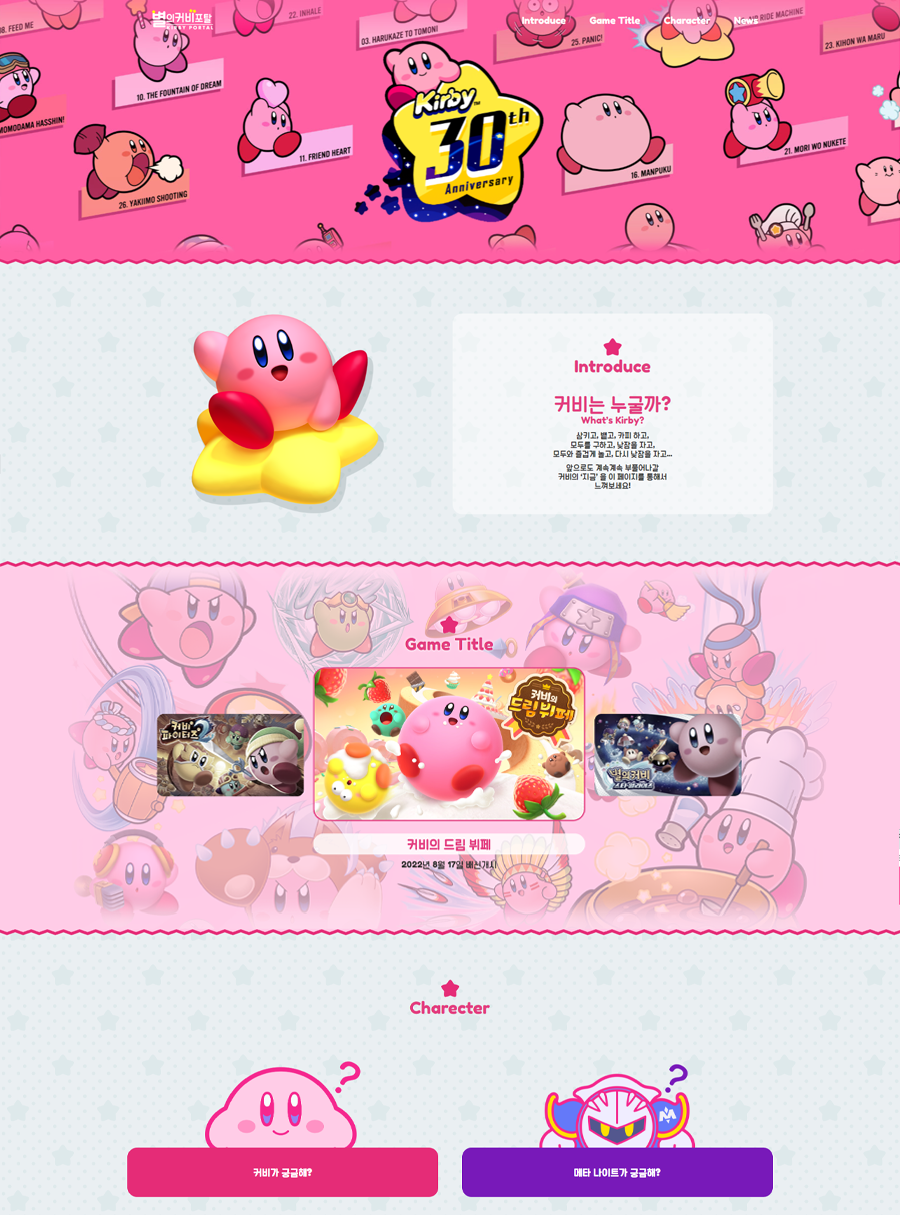 별의커비포탈
KIRBY PORTAL
Introduce
Game Title
Character
News
22. INHALE
03. HARUKAZE TO TOMONI
25. PANIC!
RIDE MACHINE
23. KIHON WA MARU
08. FEED ME
10. THE FOUNTAIN OF DREAM
MOMODAMA HASSHIN!
11. FRIEND HEART
26. YAKIIMO SHOOTING
Kirby™
30th
Anniversary
16. MANPUKU
21. MORI WO NUKETE
Introduce
커비는 누굴까?
What's Kirby?
삼키고, 뱉고, 카피 하고,
모두를 구하고, 낮잠을 자고,
모두와 즐겁게 놀고, 다시 낮잠을 자고...
앞으로도 계속계속 부풀어나갈
커비의 '지금' 을 이 페이지를 통해서
느껴보세요!
Game Title
커비
파이터즈2
커비의
드림 뷔페
별의커비
스타 얼라이즈
커비의 드림 뷔페
2022년 8월 17일 배신개시
Charecter
?
?
커비가 궁금해?
메타 나이트가 궁금해?